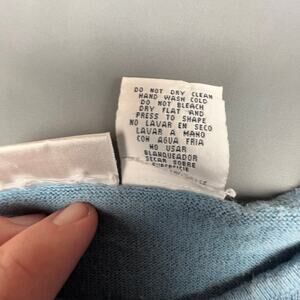 DO NOT DRY CLEAN
HAND WASH COLD
DO NOT BLEACH
DRY FLAT AND
PRESS TO SHAPE
NO LAVAR EN SECO
LAVAR A MANO
CON AGUA FRIA
NO USAR
BLANQUEADOR
SECAR SOBRE
SUPERFICIE